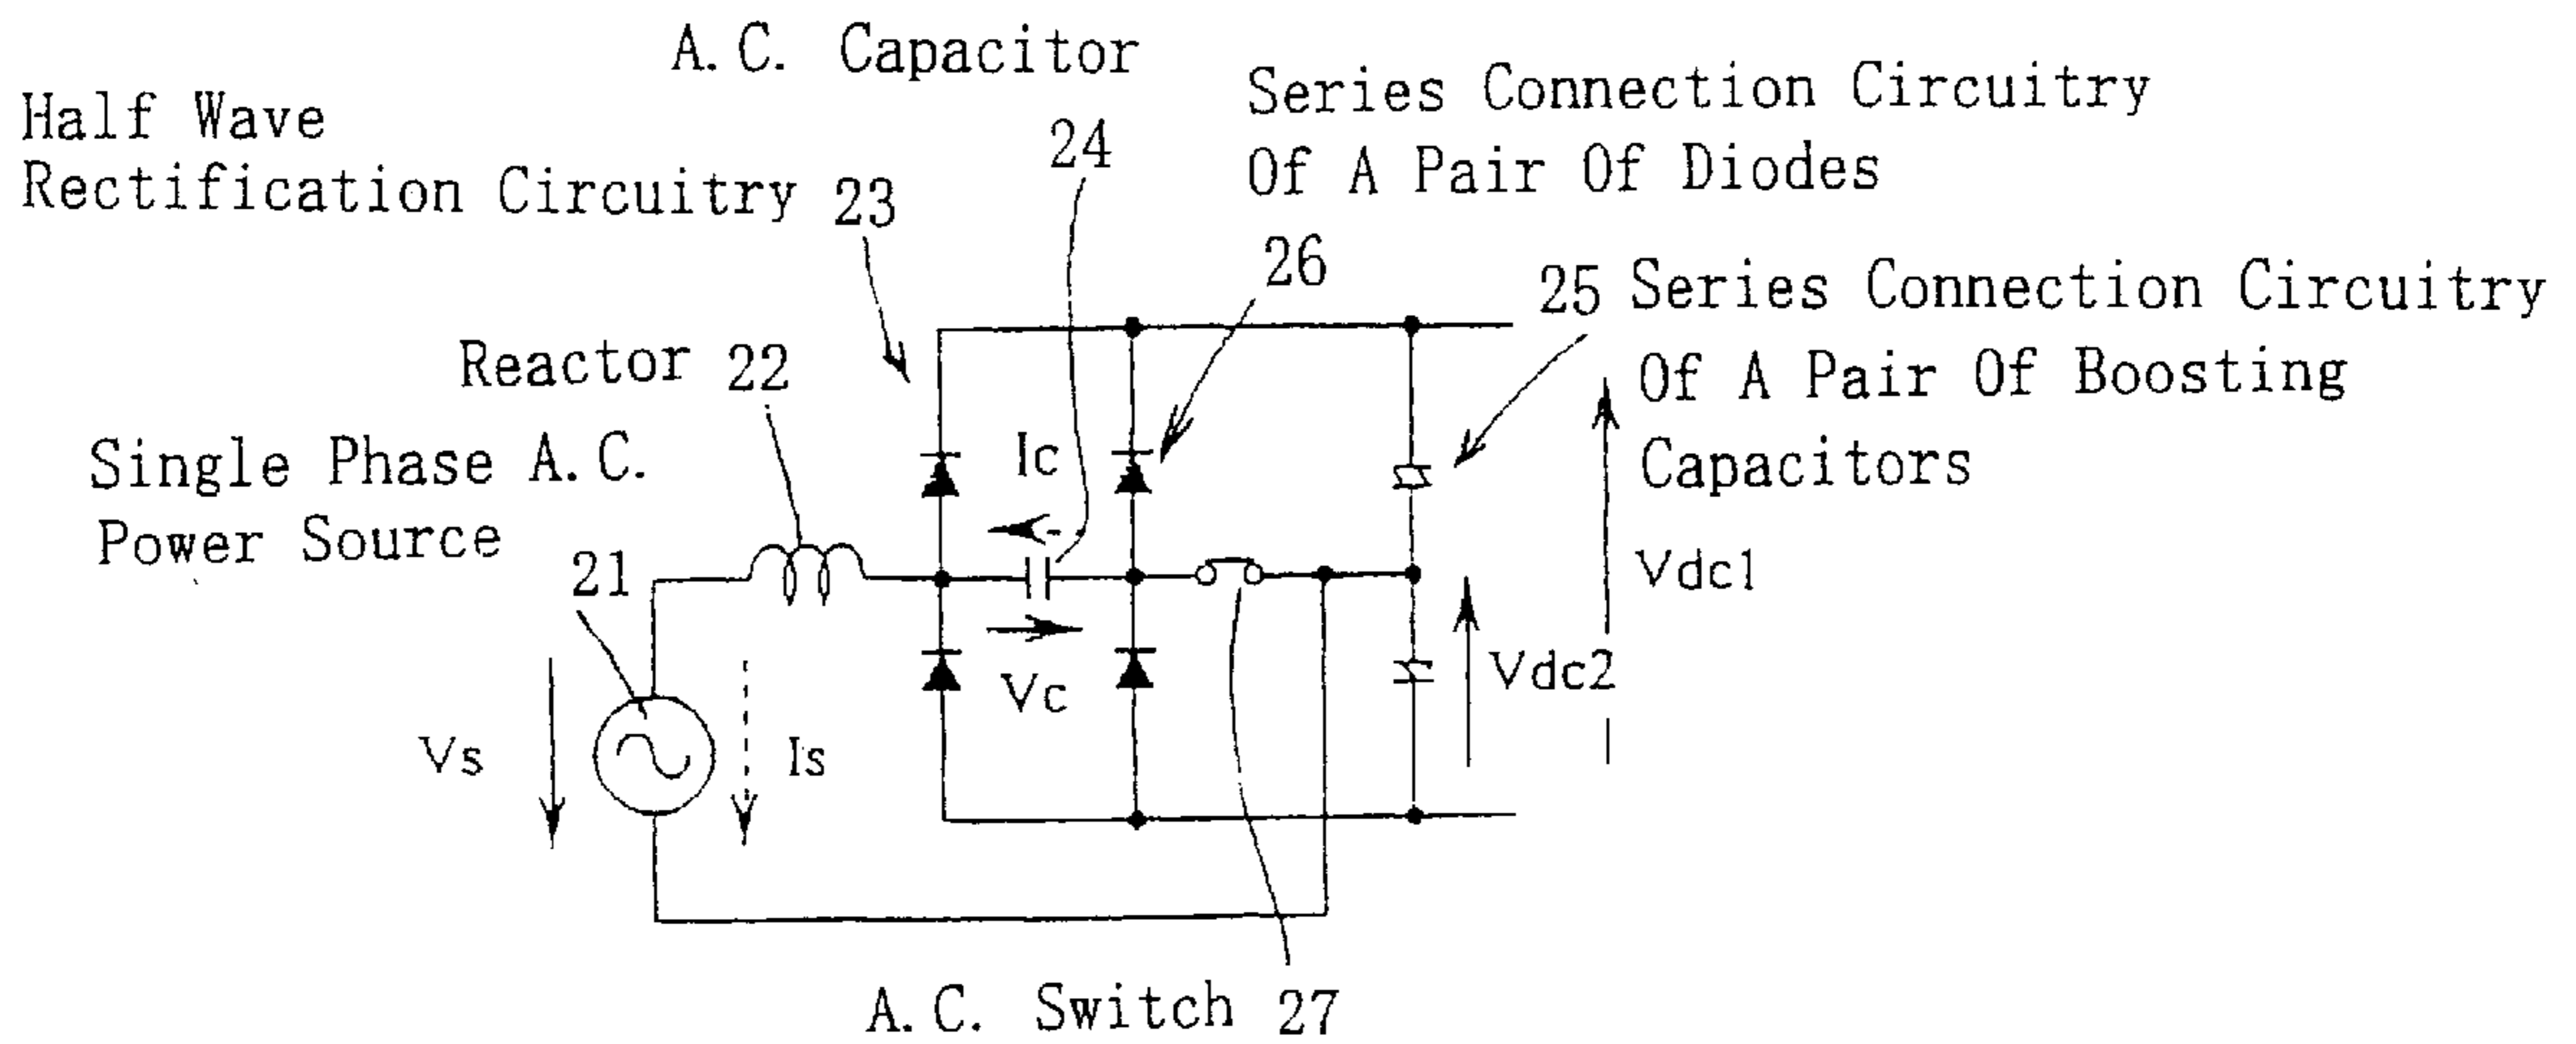 A.C. Capacitor
24
Half Wave
Rectification Circuitry 23
Series Connection Circuitry
Of A Pair Of Diodes
26
25 Series Connection Circuitry
Of A Pair Of Boosting
Capacitors
Reactor 22
Single Phase A.C.
Power Source
21
Ic
Vc
Vs
Is
Vdc1
Vdc2
A.C. Switch 27